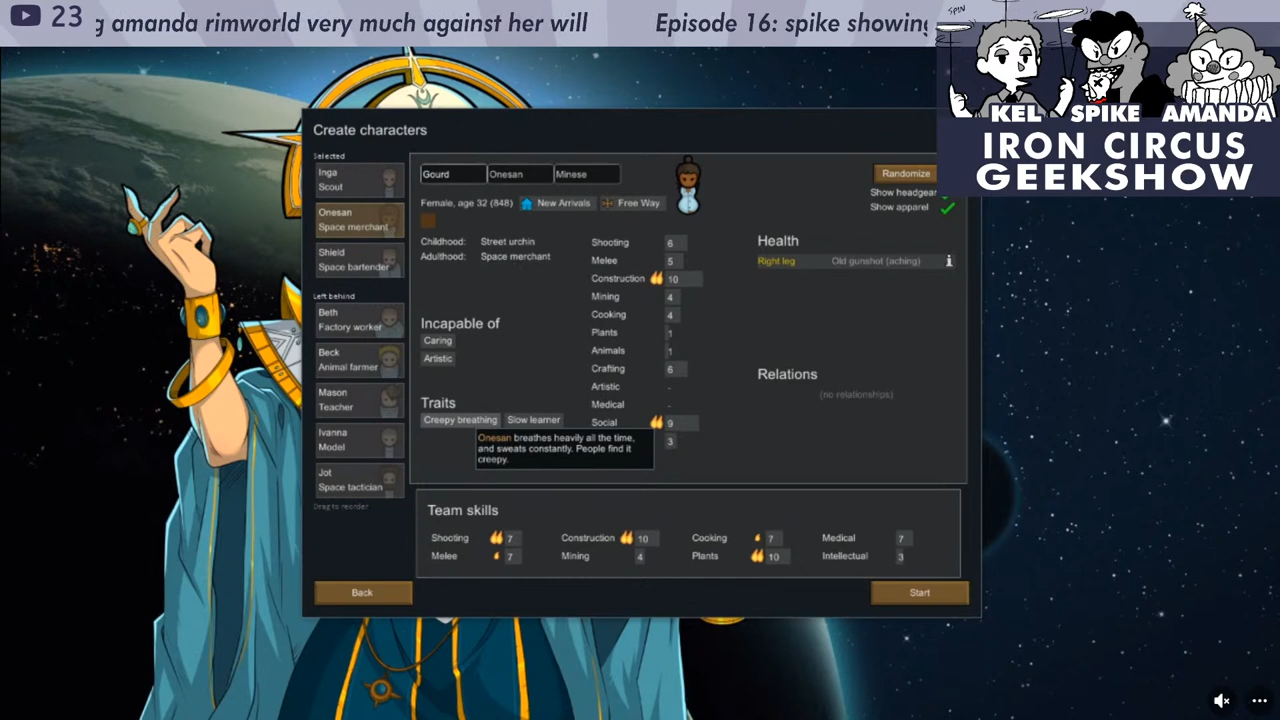 23
g amanda rimworld very much against her will
Episode 16: spike showing
SPIN
KEL
SPIKE
AMANDA
IRON CIRCUS
GEEKSHOW
Create characters
Selected
Inga
Scout
Onesan
Space merchant
Shield
Space bartender
Left behind
Beth
Factory worker
Beck
Animal farmer
Mason
Teacher
Ivanna
Model
Jot
Space tactician
Drag to reorder
Gourd
Onesan
Minese
Female, age 32 (848)
New Arrivals
Free Way
Childhood: Street urchin
Adulthood: Space merchant
Incapable of
Caring
Artistic
Traits
Creepy breathing
Slow learner
Onesan breathes heavily all the time,
and sweats constantly. People find it
creepy.
Shooting 6
Melee 5
Construction 10
Mining 4
Cooking 4
Plants 1
Animals 1
Crafting 6
Artistic -
Medical -
Social 9
3
Randomize
Show headgear
Show apparel
Health
Right leg Old gunshot (aching)
Relations
(no relationships)
Team skills
Shooting 7 Construction 10 Cooking 7 Medical 7
Melee 7 Mining 4 Plants 10 Intellectual 3
Back
Start